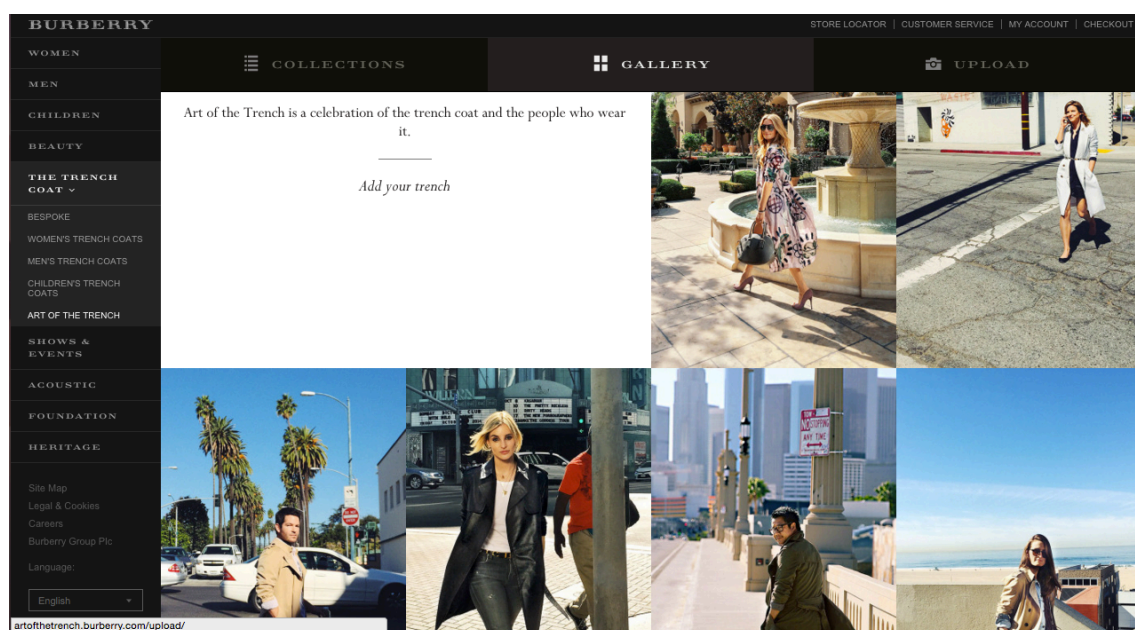 BURBERRY
STORE LOCATOR | CUSTOMER SERVICE | MY ACCOUNT | CHECKOUT
WOMEN
MEN
CHILDREN
BEAUTY
THE TRENCH
COAT
BESPOKE
WOMEN'S TRENCH COATS
MEN'S TRENCH COATS
CHILDREN'S TRENCH
COATS
ART OF THE TRENCH
SHOWS &
EVENTS
ACOUSTIC
FOUNDATION
HERITAGE
Site Map
Legal & Cookies
Careers
Burberry Group Plc
Language:
English
artofthetrench.burberry.com/upload/
COLLECTIONS
GALLERY
UPLOAD
Art of the Trench is a celebration of the trench coat and the people who wear
it.
Add your trench
NO STOPPING
ANY TIME